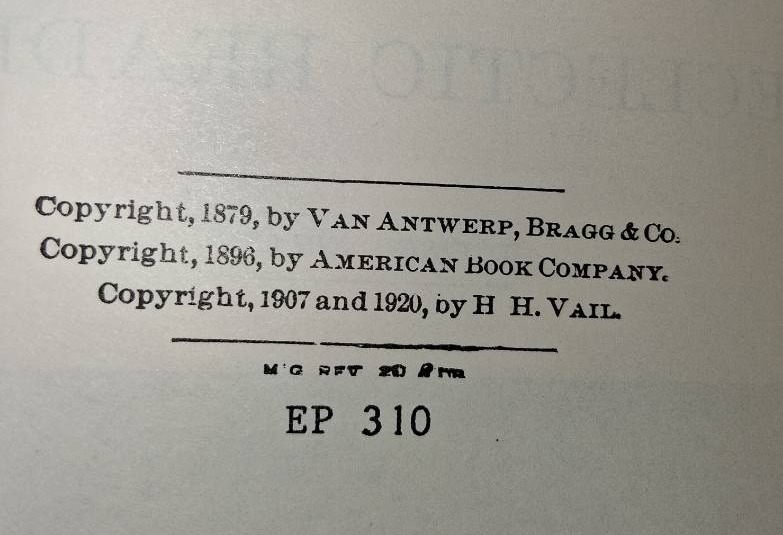 Copyright, 1879, by VAN ANTWERP, BRAGG & CO.
Copyright, 1896, by AMERICAN BOOK COMPANY.
Copyright, 1907 and 1920, by H H. VAIL.
EP 310